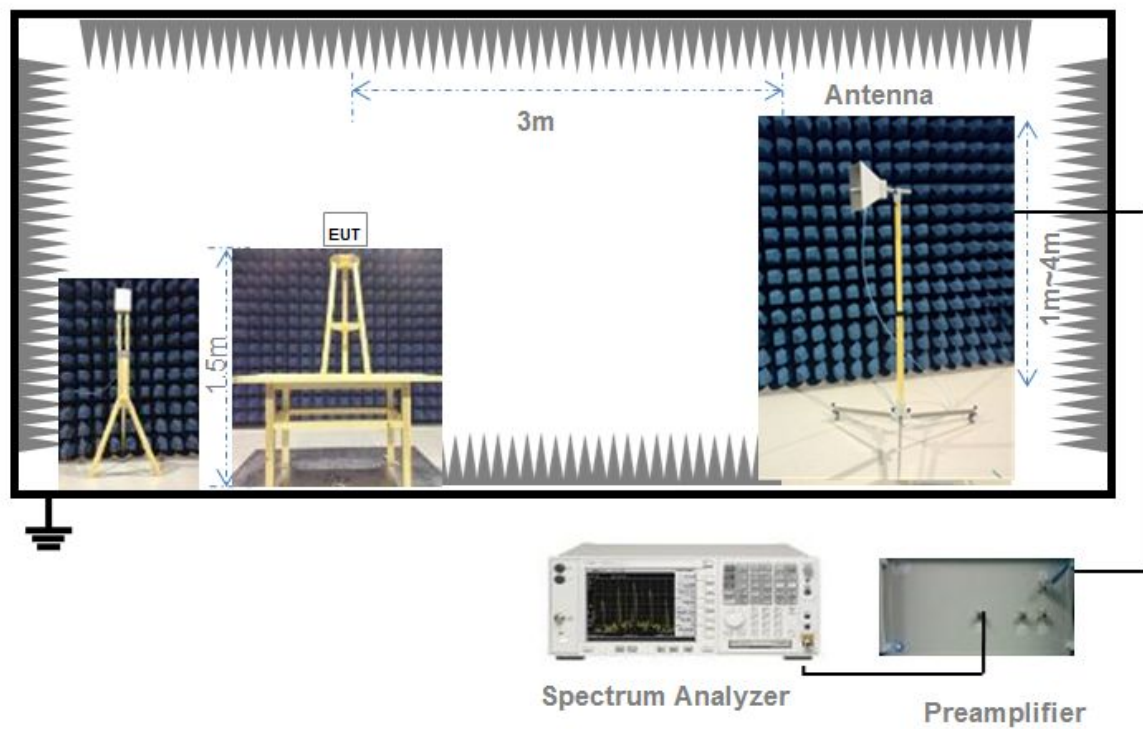 Antenna
3m
EUT
1.5m
1m~4m
Spectrum Analyzer
Preamplifier